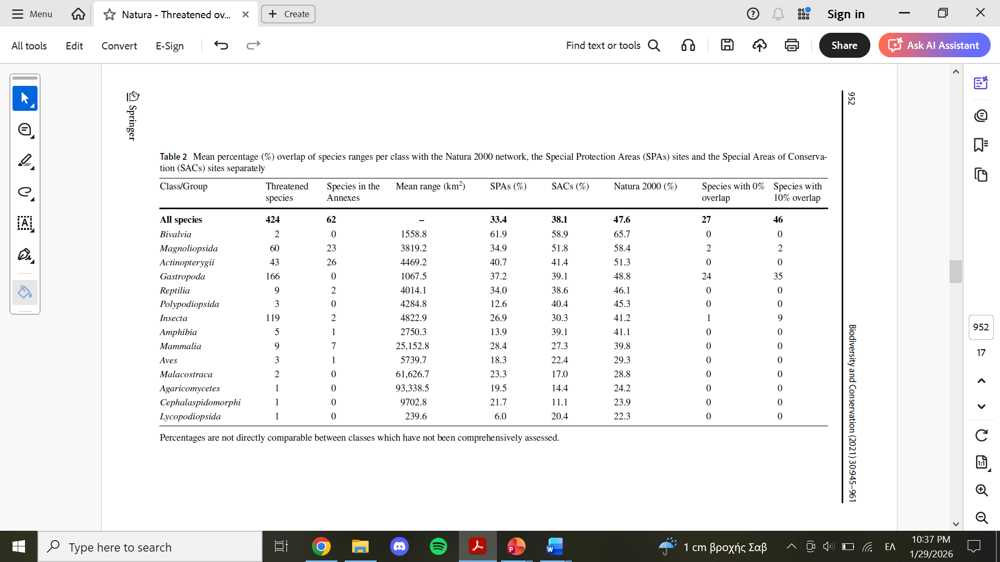 Menu
Natura - Threatened ov...
Create
Sign in
All tools
Edit
Convert
E-Sign
Find text or tools
Share
Ask AI Assistant
Springer
952
Table 2 Mean percentage (%) overlap of species ranges per class with the Natura 2000 network, the Special Protection Areas (SPAs) sites and the Special Areas of Conserva-
tion (SACs) sites separately
Class/Group Threatened species Species in the Annexes Mean range (km²) SPAs (%) SACs (%) Natura 2000 (%) Species with 0% overlap Species with 10% overlap
All species 424 62 – 33.4 38.1 47.6 27 46
Bivalvia 2 0 1558.8 61.9 58.9 65.7 0 0
Magnoliopsida 60 23 3819.2 34.9 51.8 58.4 2 2
Actinopterygii 43 26 4469.2 40.7 41.4 51.3 0 0
Gastropoda 166 0 1067.5 37.2 39.1 48.8 24 35
Reptilia 9 2 4014.1 34.0 38.6 46.1 0 0
Polypodiopsida 3 0 4284.8 12.6 40.4 45.3 0 0
Insecta 119 2 4822.9 26.9 30.3 41.2 1 9
Amphibia 5 1 2750.3 13.9 39.1 41.1 0 0
Mammalia 9 7 25,152.8 28.4 27.3 39.8 0 0
Aves 3 1 5739.7 18.3 22.4 29.3 0 0
Malacostraca 2 0 61,626.7 23.3 17.0 28.8 0 0
Agaricomycetes 1 0 93,338.5 19.5 14.4 24.2 0 0
Cephalaspidomorphi 1 0 9702.8 21.7 11.1 23.9 0 0
Lycopodiopsida 1 0 239.6 6.0 20.4 22.3 0 0
Percentages are not directly comparable between classes which have not been comprehensively assessed.
Biodiversity and Conservation (2021) 30:945–961
952
17
1:1
Type here to search
1 cm βροχής Σαβ
ΕΛ
10:37 PM
1/29/2026